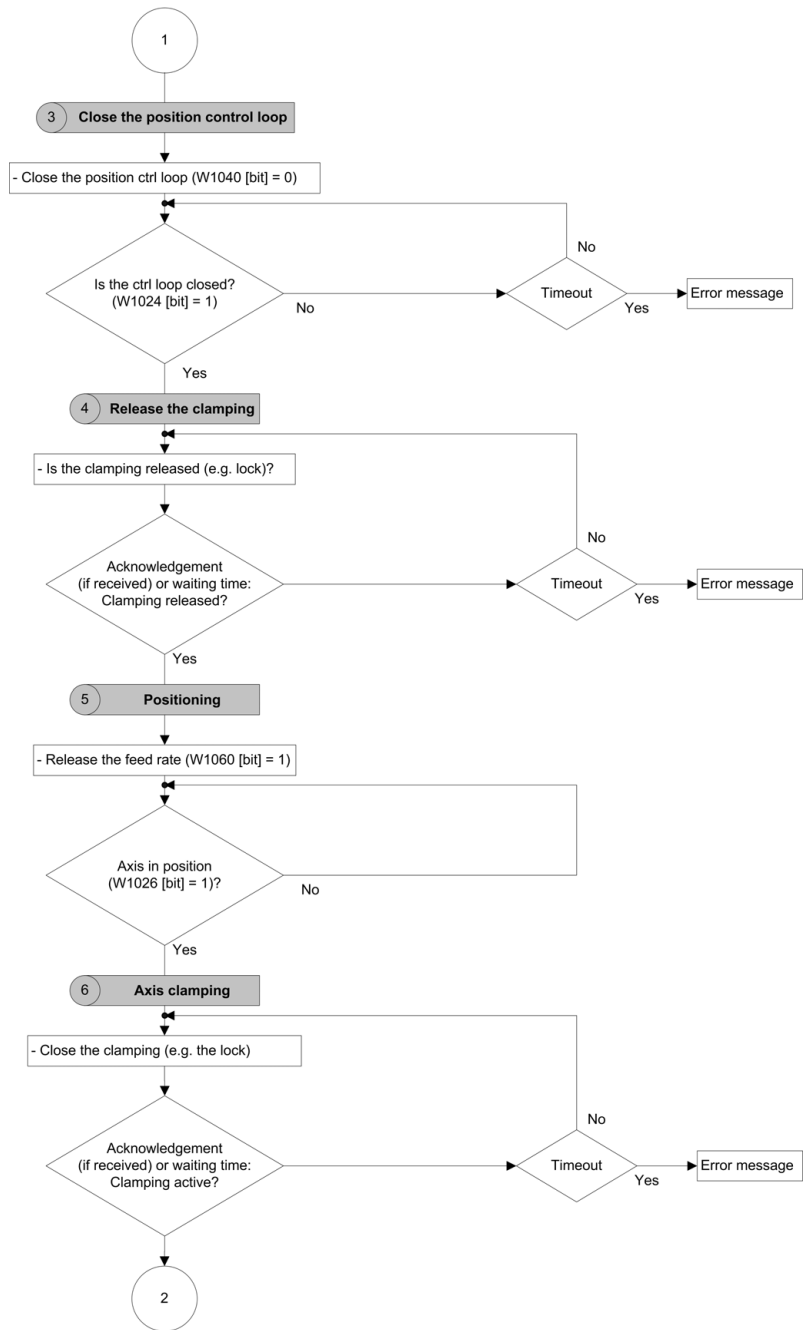 1
3 Close the position control loop
- Close the position ctrl loop (W1040 [bit] = 0)
No
Is the ctrl loop closed?
(W1024 [bit] = 1)
No
Timeout
Yes
Error message
Yes
4 Release the clamping
- Is the clamping released (e.g. lock)?
No
Acknowledgement
(if received) or waiting time:
Clamping released?
Timeout
Yes
Error message
Yes
5 Positioning
- Release the feed rate (W1060 [bit] = 1)
Axis in position
(W1026 [bit] = 1)?
No
Yes
6 Axis clamping
- Close the clamping (e.g. the lock)
No
Acknowledgement
(if received) or waiting time:
Clamping active?
Timeout
Yes
Error message
2